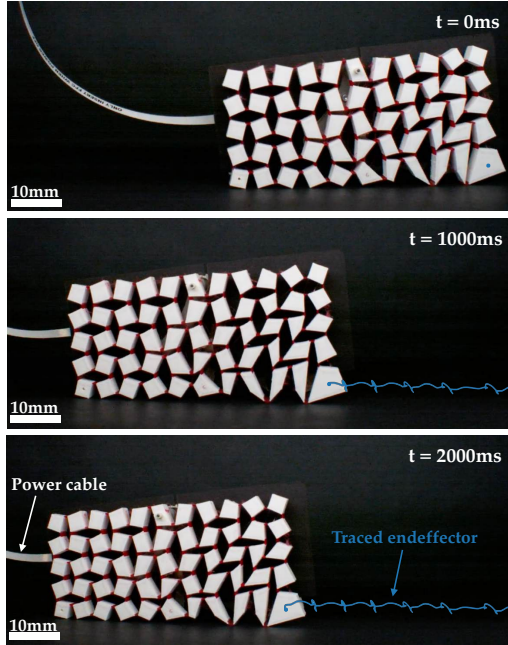 t = 0ms
10mm
t = 1000ms
10mm
t = 2000ms
Power cable
Traced endeffector
10mm